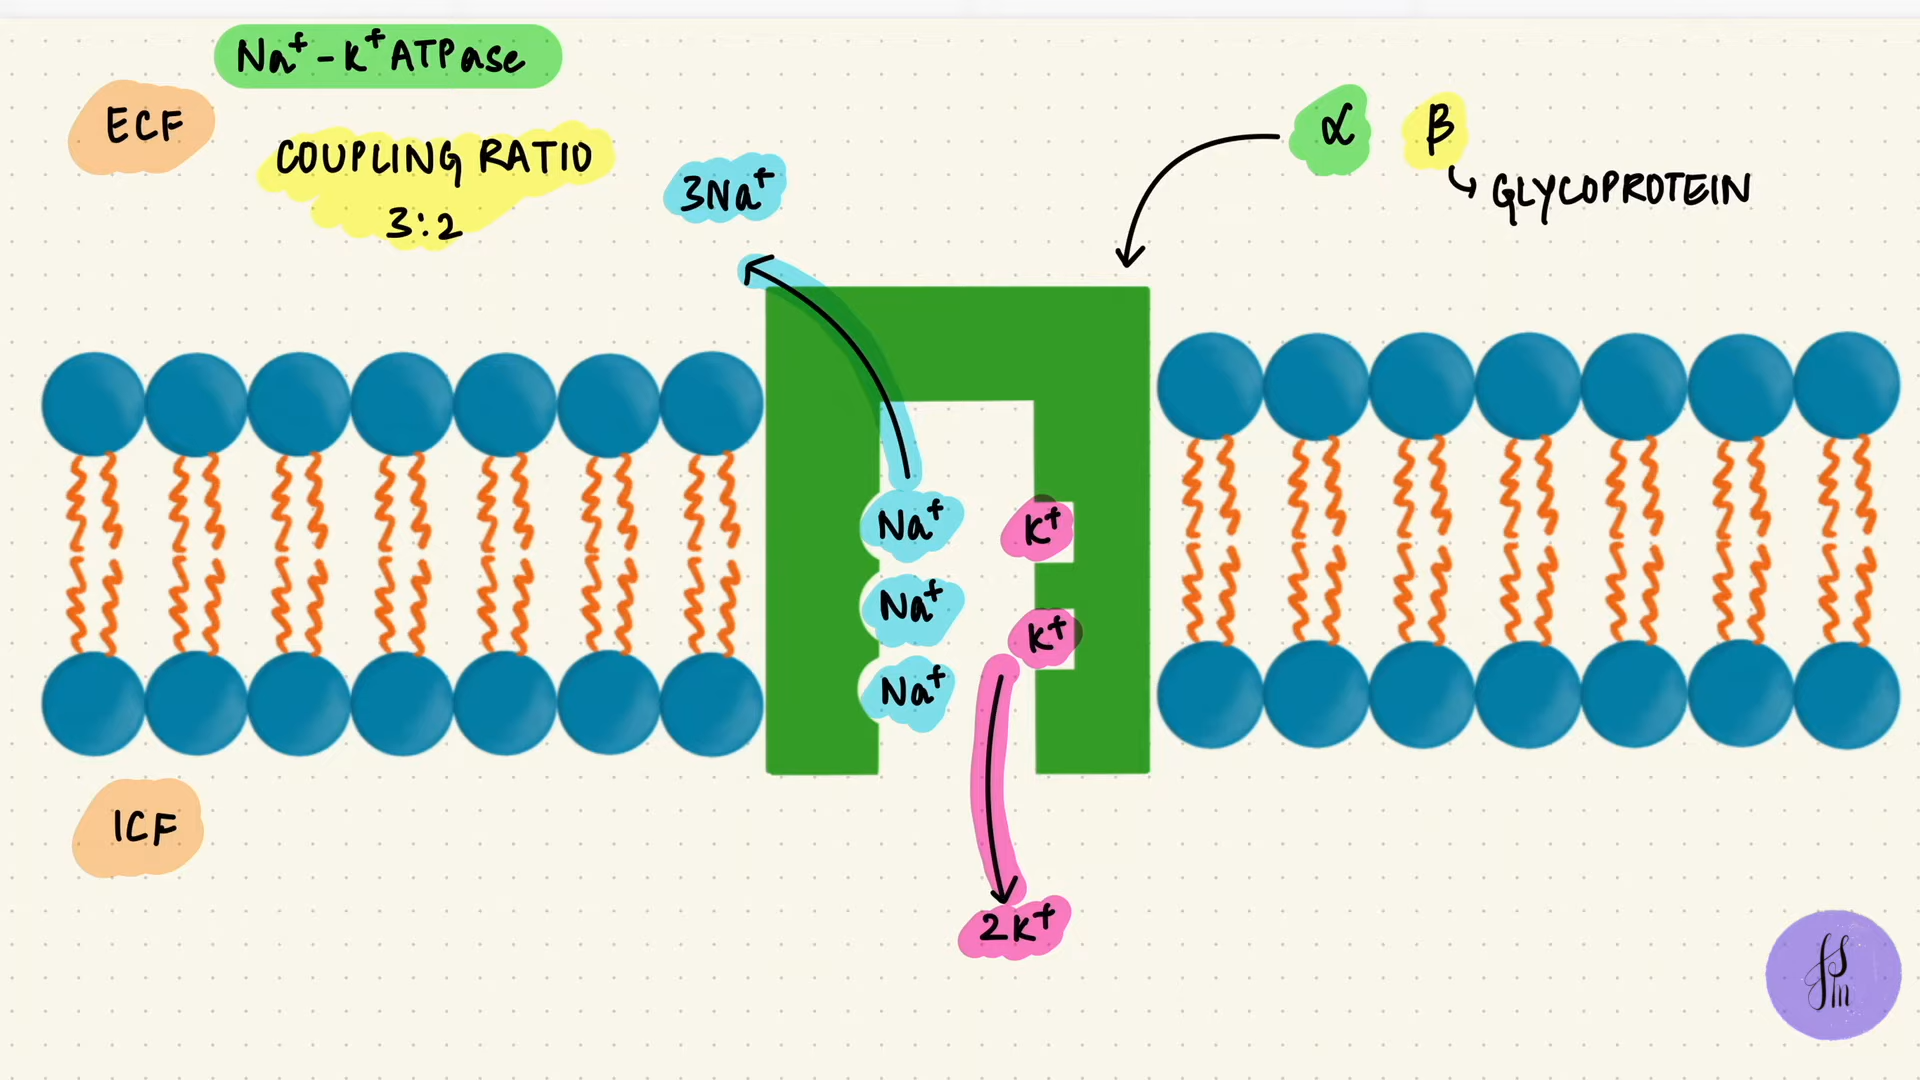 Na⁺-K⁺ATPase
ECF
COUPLING RATIO
3:2
3Na⁺
α β
GLYCOPROTEIN
Na⁺
K⁺
Na⁺
K⁺
Na⁺
ICF
2K⁺